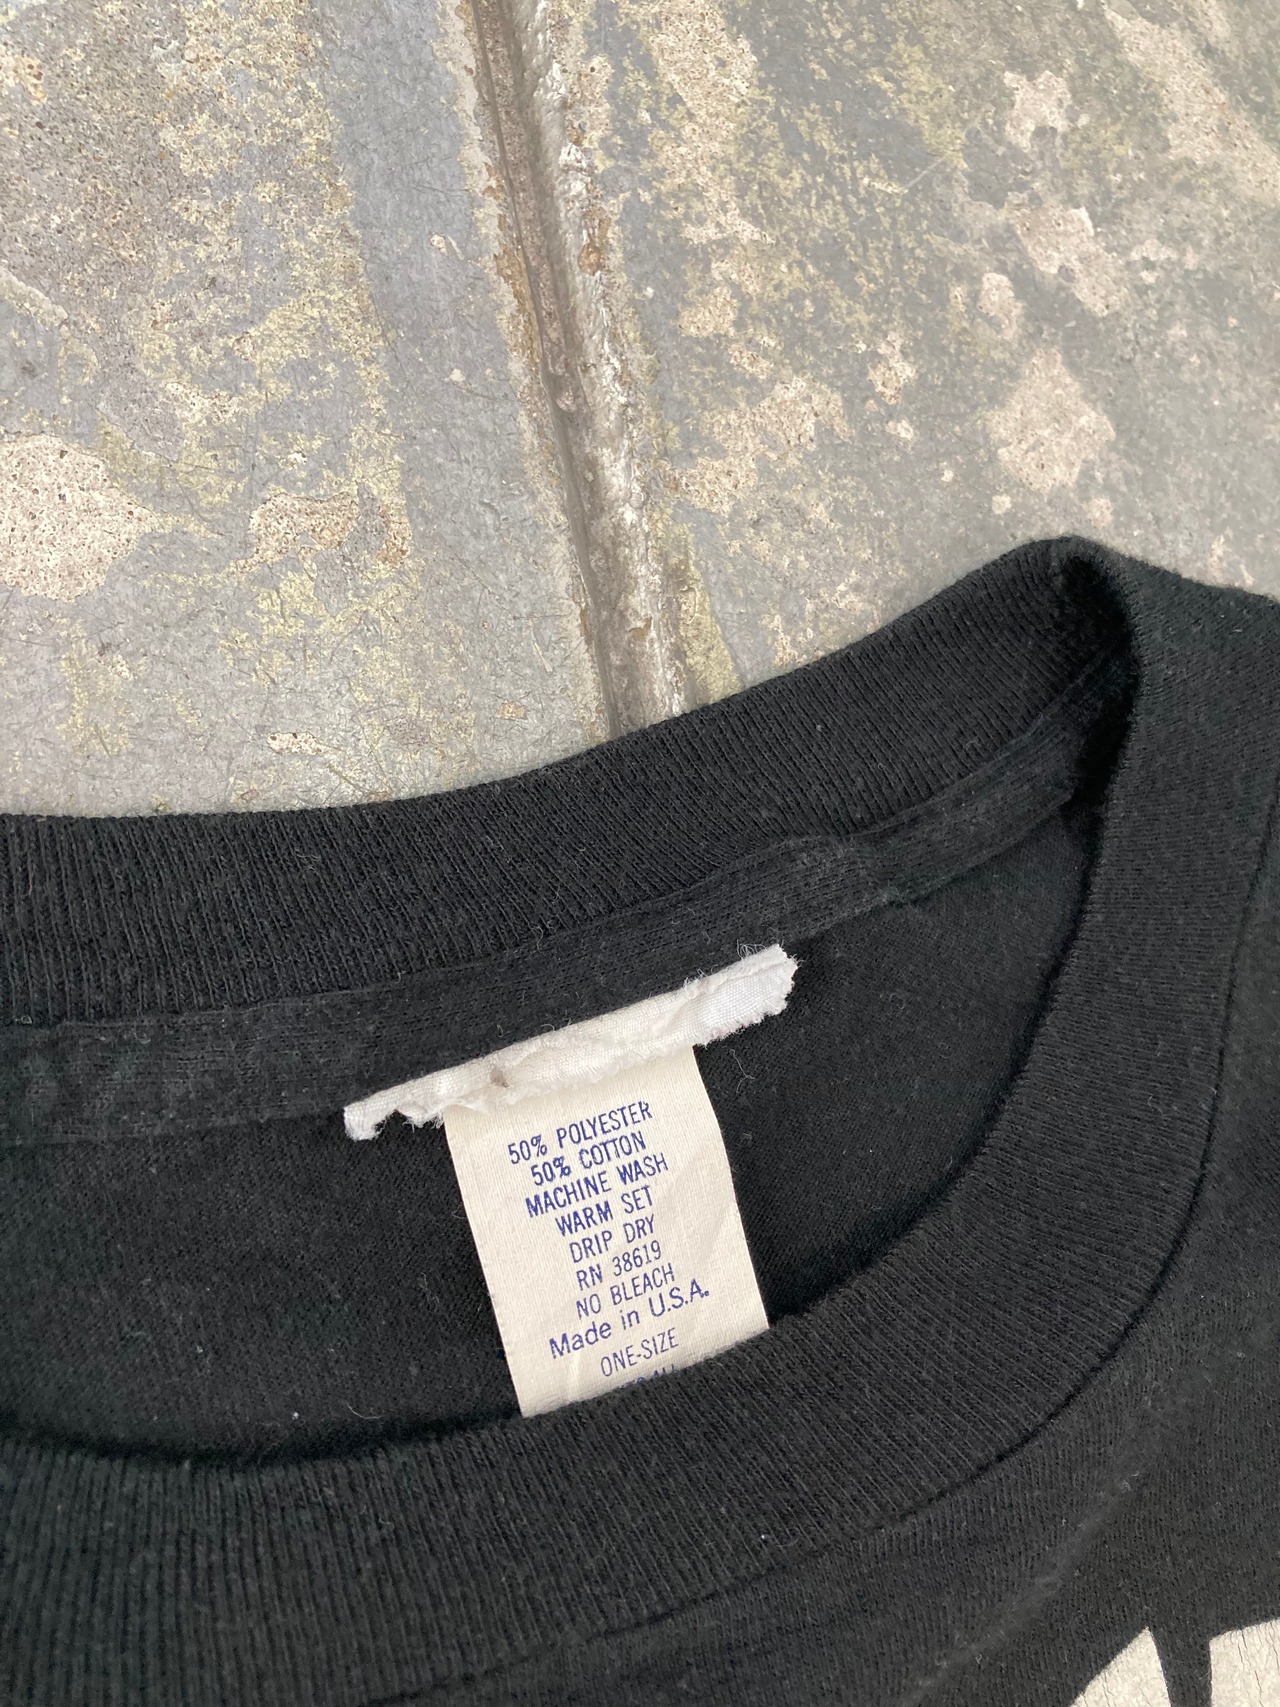 50% POLYESTER
50% COTTON
MACHINE WASH
WARM SET
DRIP DRY
RN 38619
NO BLEACH
Made in U.S.A.
ONE-SIZE